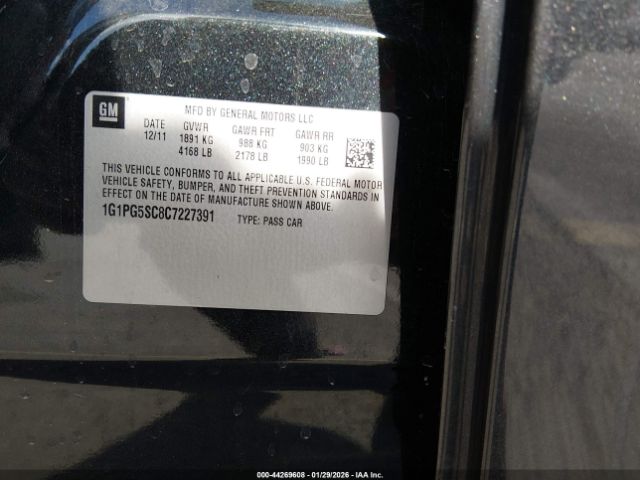 GM
MFD BY GENERAL MOTORS LLC
DATE GVWR GAWR FRT GAWR RR
12/11 1891 KG 988 KG 903 KG
4168 LB 2178 LB 1990 LB
THIS VEHICLE CONFORMS TO ALL APPLICABLE U.S. FEDERAL MOTOR
VEHICLE SAFETY, BUMPER, AND THEFT PREVENTION STANDARDS IN
EFFECT ON THE DATE OF MANUFACTURE SHOWN ABOVE.
1G1PG5SC8C7227391 TYPE: PASS CAR
000-44269608 - 01/29/2026 - IAA Inc.